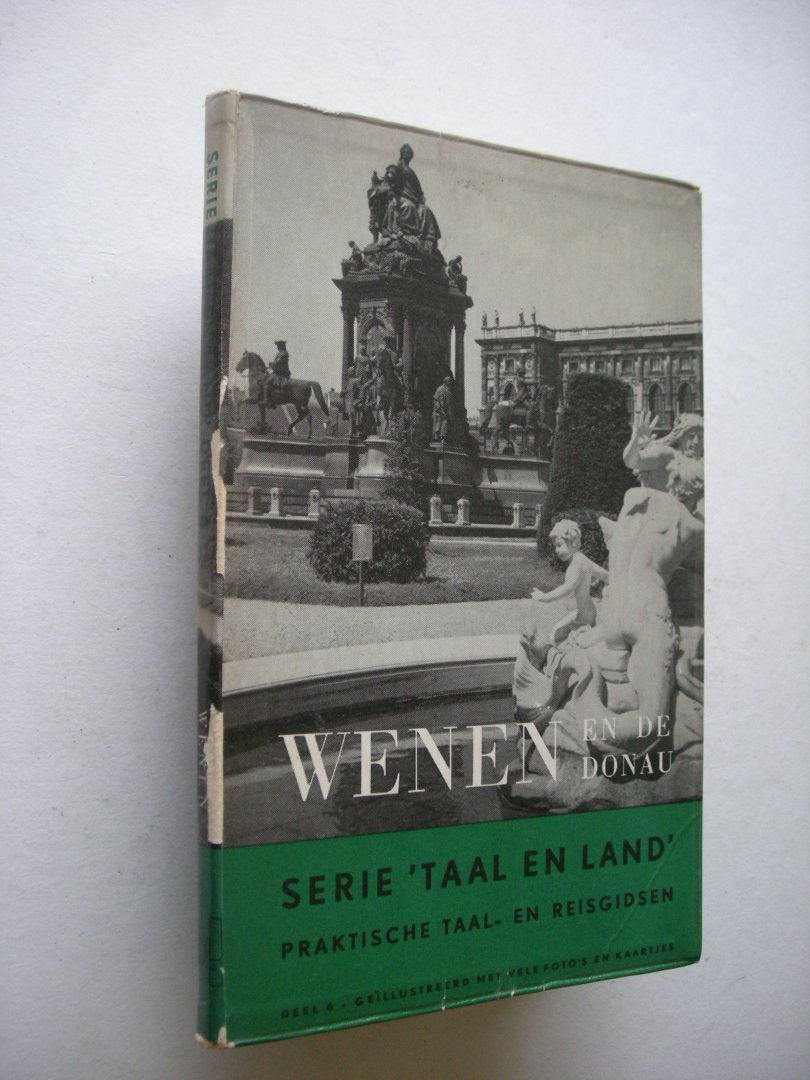 SERIE
WENEN
WENEN
EN DE
DONAU
SERIE 'TAAL EN LAND'
PRAKTISCHE TAAL- EN REISGIDSEN
DEEL 6 - GEÏLLUSTREERD MET VELE FOTO'S EN KAARTJES